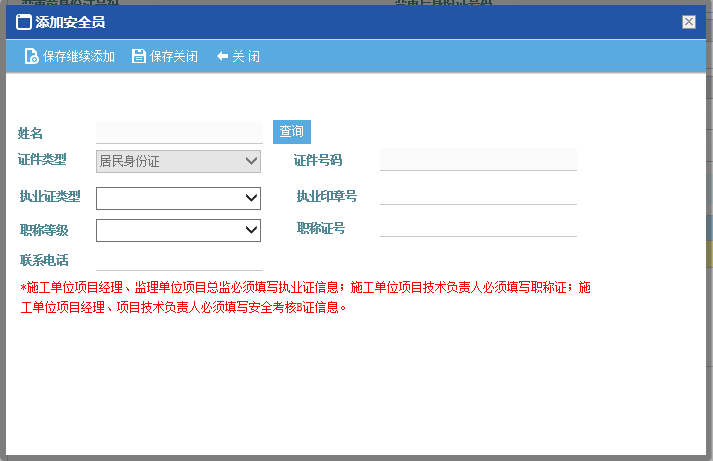 添加安全员
保存继续添加 保存关闭 关 闭
姓名 查询
证件类型 居民身份证 证件号码
执业证类型 执业印章号
职称等级 职称证号
联系电话
*施工单位项目经理、监理单位项目总监必须填写执业证信息；施工单位项目技术负责人必须填写职称证；施
工单位项目经理、项目技术负责人必须填写安全考核B证信息。